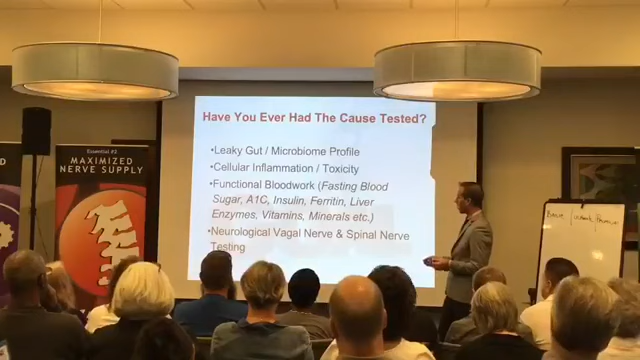 Have You Ever Had The Cause Tested?
•Leaky Gut / Microbiome Profile
•Cellular Inflammation / Toxicity
•Functional Bloodwork (Fasting Blood
Sugar, A1C, Insulin, Ferritin, Liver
Enzymes, Vitamins, Minerals etc.)
•Neurological Vagal Nerve & Spinal Nerve
Testing
Essential #2
MAXIMIZED
NERVE SUPPLY